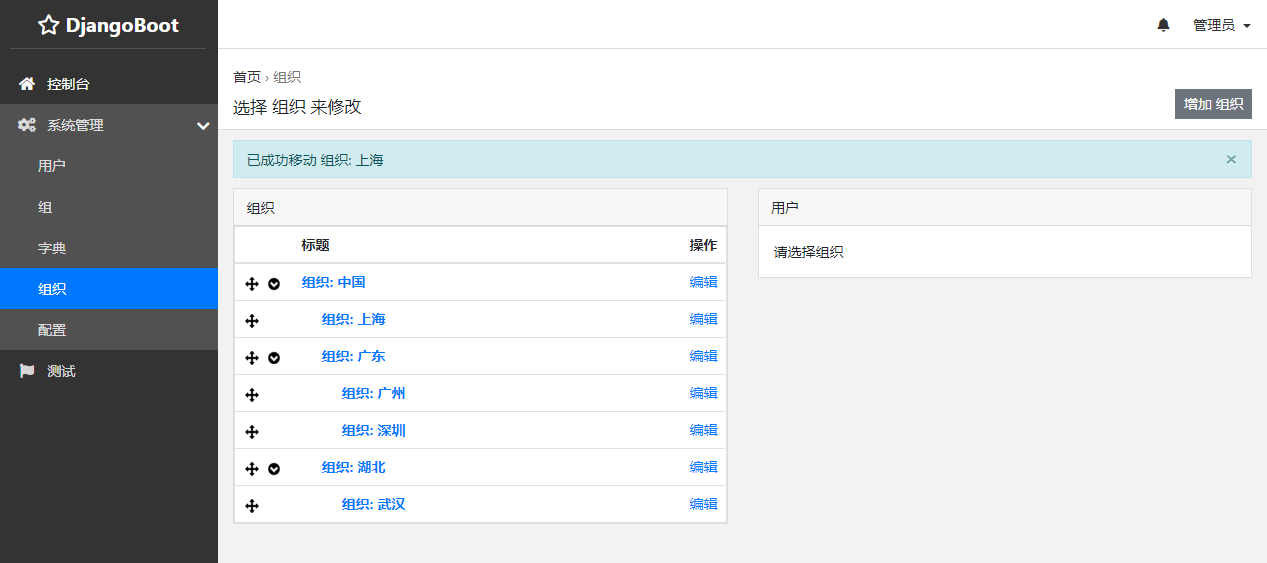 DjangoBoot
管理员
控制台
系统管理
用户
组
字典
组织
配置
测试
首页 › 组织
选择 组织 来修改
增加 组织
已成功移动 组织: 上海
×
组织
标题 操作
组织: 中国 编辑
组织: 上海 编辑
组织: 广东 编辑
组织: 广州 编辑
组织: 深圳 编辑
组织: 湖北 编辑
组织: 武汉 编辑
用户
请选择组织